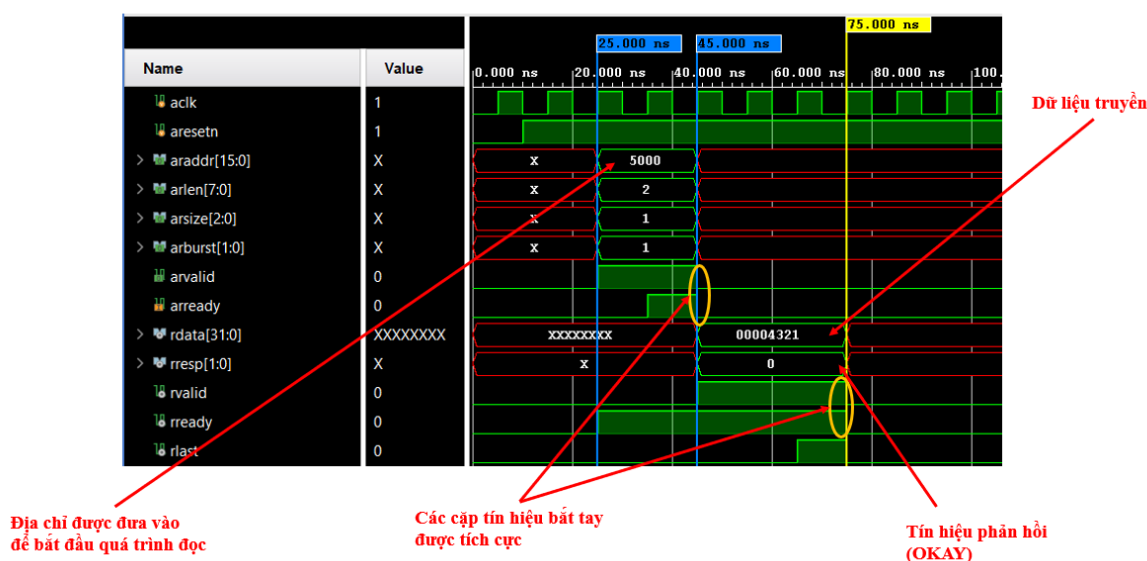 75.000 ns
25.000 ns 45.000 ns
Name Value
0.000 ns 20.000 ns 40.000 ns 60.000 ns 80.000 ns 100.
Dữ liệu truyền
aclk 1
aresetn 1
araddr[15:0] X X 5000
arlen[7:0] X X 2
arsize[2:0] X X 1
arburst[1:0] X X 1
arvalid 0
arready 0
rdata[31:0] XXXXXXXX XXXXXXXX 00004321
rresp[1:0] X X 0
rvalid 0
rready 0
rlast 0
Địa chỉ được đưa vào
để bắt đầu quá trình đọc
Các cặp tín hiệu bắt tay
được tích cực
Tín hiệu phản hồi
(OKAY)